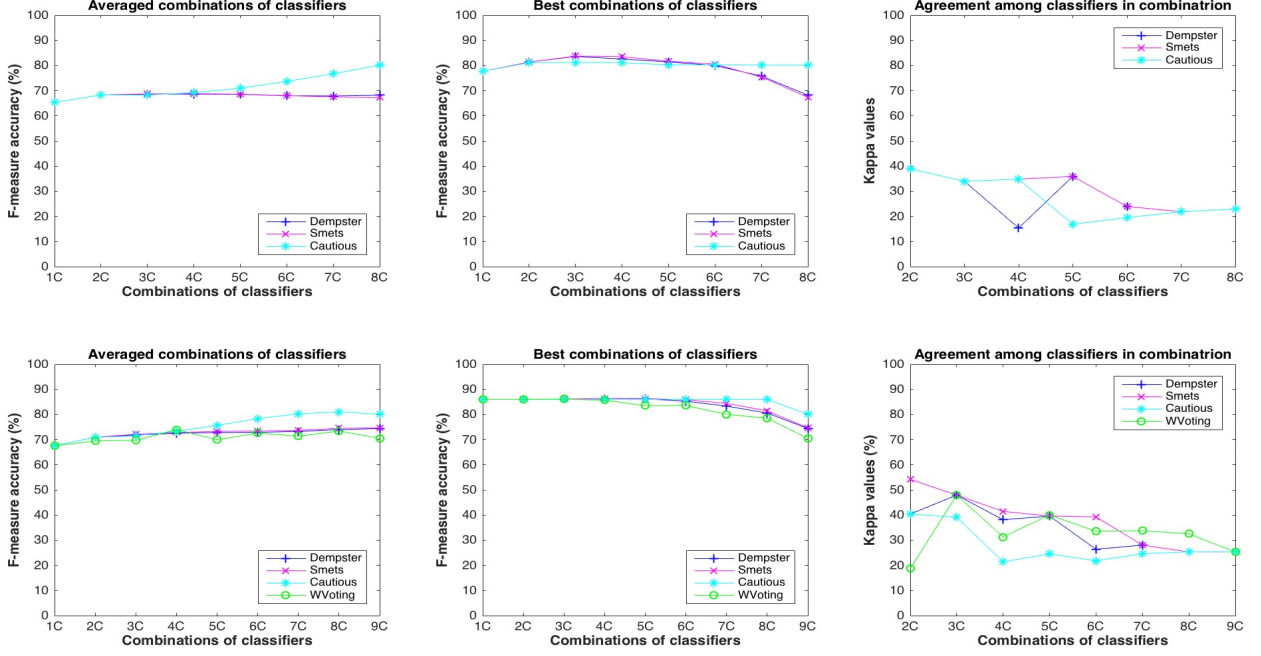 Averaged combinations of classifiers
100
90
80
70
60
50
40
30
20
10
0
F-measure accuracy (%)
Dempster
Smets
Cautious
1C 2C 3C 4C 5C 6C 7C 8C
Combinations of classifiers
Best combinations of classifiers
100
90
80
70
60
50
40
30
20
10
0
F-measure accuracy (%)
Dempster
Smets
Cautious
1C 2C 3C 4C 5C 6C 7C 8C
Combinations of classifiers
Agreement among classifiers in combinatrion
100
90
80
70
60
50
40
30
20
10
0
Kappa values
Dempster
Smets
Cautious
2C 3C 4C 5C 6C 7C 8C
Combinations of classifiers
Averaged combinations of classifiers
100
90
80
70
60
50
40
30
20
10
0
F-measure accuracy (%)
Dempster
Smets
Cautious
WVoting
1C 2C 3C 4C 5C 6C 7C 8C 9C
Combinations of classifiers
Best combinations of classifiers
100
90
80
70
60
50
40
30
20
10
0
F-measure accuracy (%)
Dempster
Smets
Cautious
WVoting
1C 2C 3C 4C 5C 6C 7C 8C 9C
Combinations of classifiers
Agreement among classifiers in combinatrion
100
90
80
70
60
50
40
30
20
10
0
Kappa values (%)
Dempster
Smets
Cautious
WVoting
2C 3C 4C 5C 6C 7C 8C 9C
Combinations of classifiers